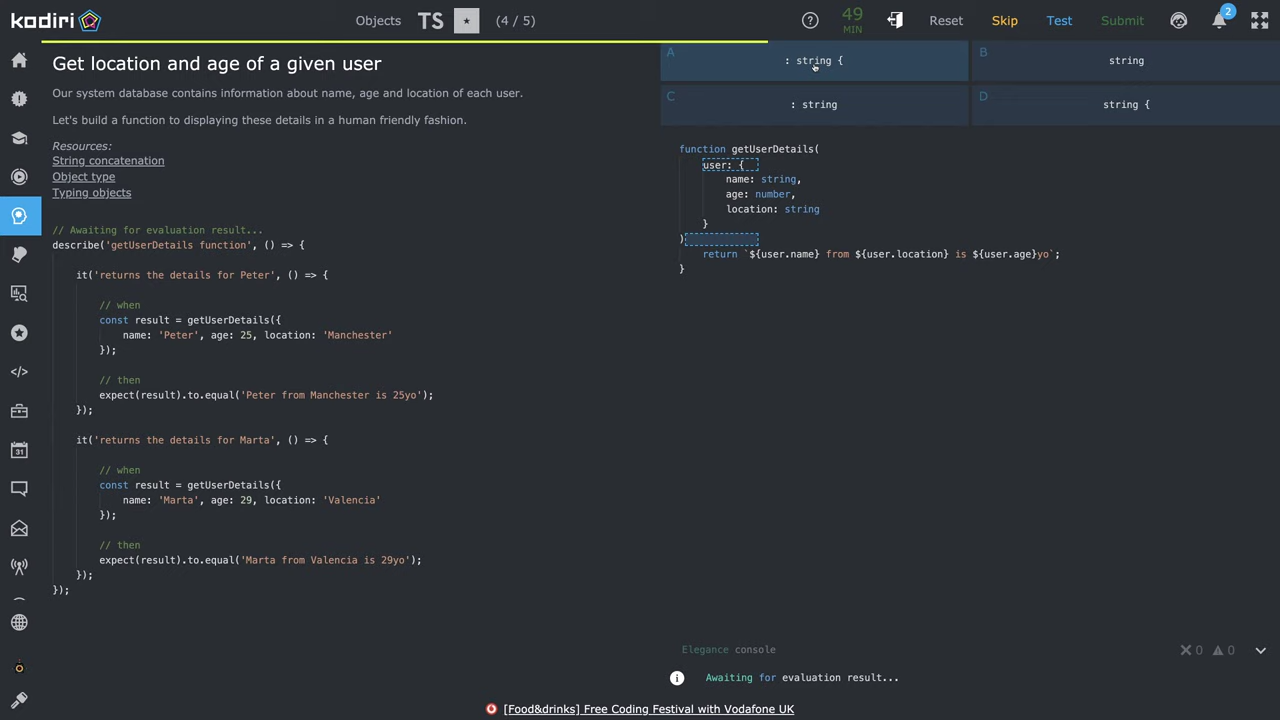 kodiri
Objects TS (4 / 5)
49 MIN
Reset Skip Test Submit
2
Get location and age of a given user
Our system database contains information about name, age and location of each user.
Let's build a function to displaying these details in a human friendly fashion.
Resources:
String concatenation
Object type
Typing objects
// Awaiting for evaluation result...
describe('getUserDetails function', () => {
it('returns the details for Peter', () => {
// when
const result = getUserDetails({
name: 'Peter', age: 25, location: 'Manchester'
});
// then
expect(result).to.equal('Peter from Manchester is 25yo');
});
it('returns the details for Marta', () => {
// when
const result = getUserDetails({
name: 'Marta', age: 29, location: 'Valencia'
});
// then
expect(result).to.equal('Marta from Valencia is 29yo');
});
});
A : string {
B string
C : string
D string {
function getUserDetails(
user: {
name: string,
age: number,
location: string
}
)
return `${user.name} from ${user.location} is ${user.age}yo`;
}
Elegance console
0 0
Awaiting for evaluation result...
[Food&drinks] Free Coding Festival with Vodafone UK
31